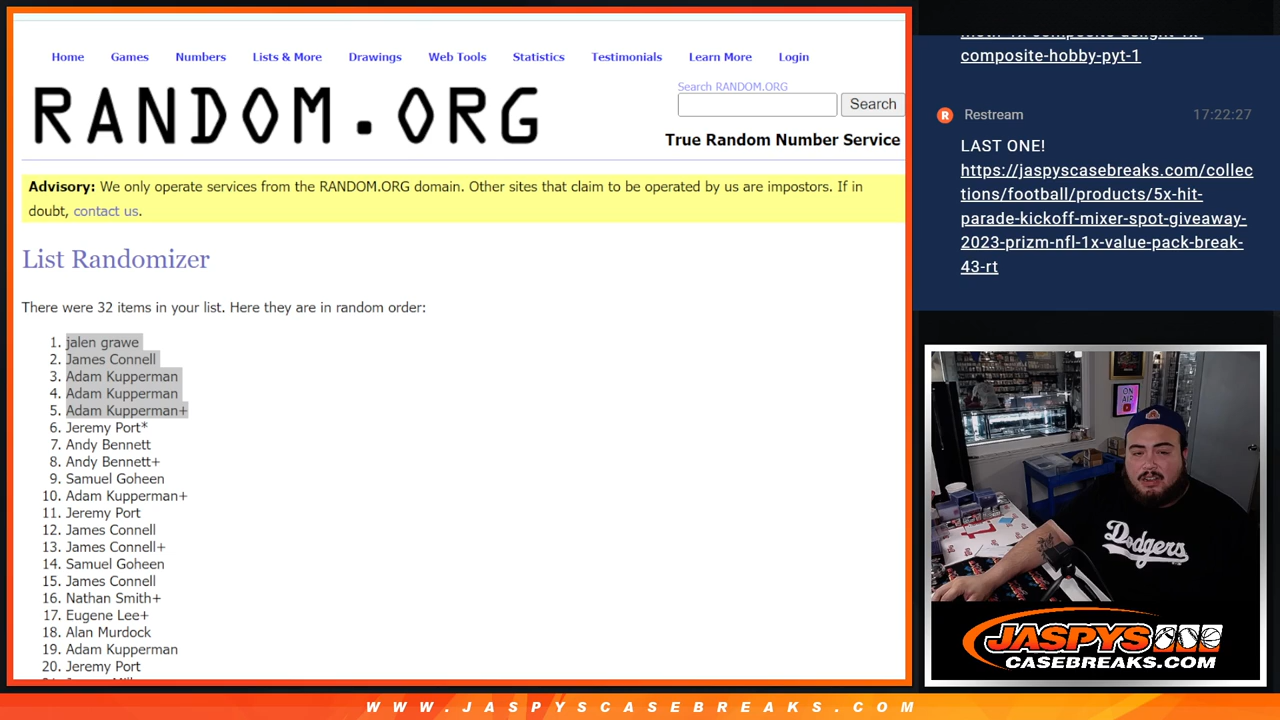 Home Games Numbers Lists & More Drawings Web Tools Statistics Testimonials Learn More Login
RANDOM.ORG
Search RANDOM.ORG
Search
True Random Number Service
Advisory: We only operate services from the RANDOM.ORG domain. Other sites that claim to be operated by us are impostors. If in
doubt, contact us.
List Randomizer
There were 32 items in your list. Here they are in random order:
1. jalen grawe
2. James Connell
3. Adam Kupperman
4. Adam Kupperman
5. Adam Kupperman+
6. Jeremy Port*
7. Andy Bennett
8. Andy Bennett+
9. Samuel Goheen
10. Adam Kupperman+
11. Jeremy Port
12. James Connell
13. James Connell+
14. Samuel Goheen
15. James Connell
16. Nathan Smith+
17. Eugene Lee+
18. Alan Murdock
19. Adam Kupperman
20. Jeremy Port
composite-hobby-pyt-1
R Restream 17:22:27
LAST ONE!
https://jaspyscasebreaks.com/collec
tions/football/products/5x-hit-
parade-kickoff-mixer-spot-giveaway-
2023-prizm-nfl-1x-value-pack-break-
43-rt
ON AIR
Dodgers
JASPYS
CASEBREAKS.COM
WWW.JASPYSCASEBREAKS.COM